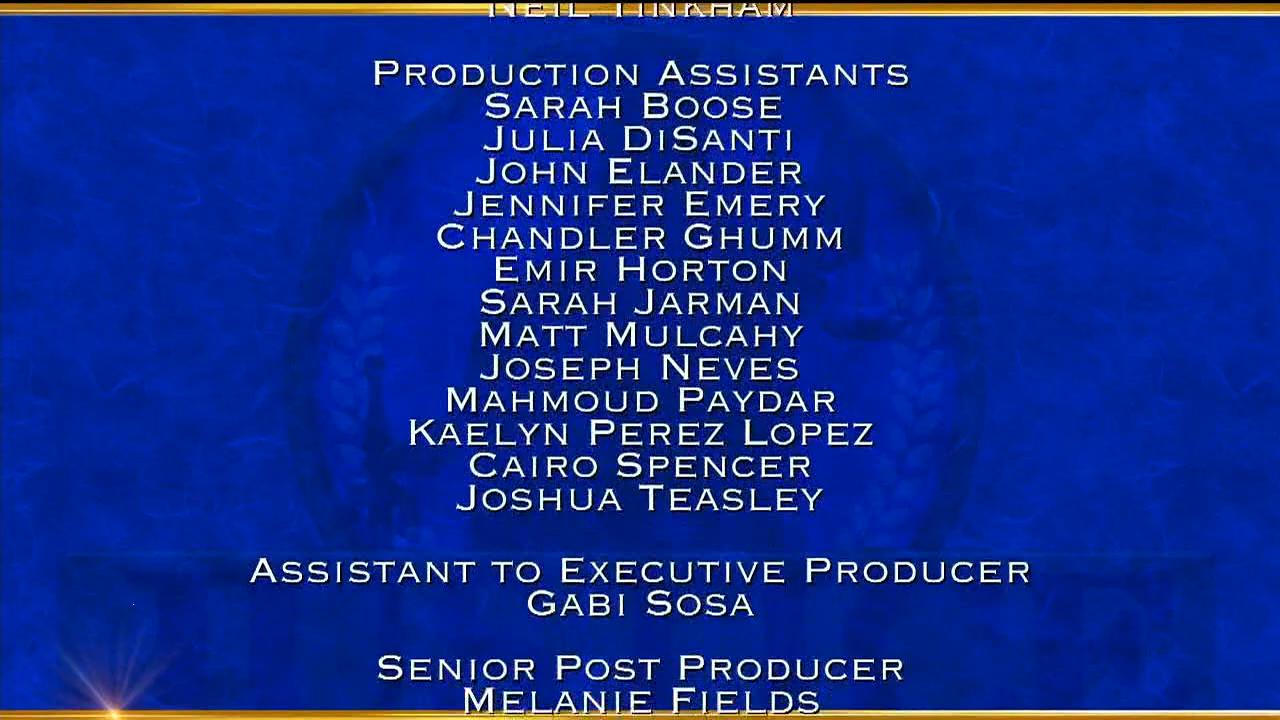 NEIL TINKHAM
PRODUCTION ASSISTANTS
SARAH BOOSE
JULIA DISANTI
JOHN ELANDER
JENNIFER EMERY
CHANDLER GHUMM
EMIR HORTON
SARAH JARMAN
MATT MULCAHY
JOSEPH NEVES
MAHMOUD PAYDAR
KAELYN PEREZ LOPEZ
CAIRO SPENCER
JOSHUA TEASLEY
ASSISTANT TO EXECUTIVE PRODUCER
GABI SOSA
SENIOR POST PRODUCER
MELANIE FIELDS